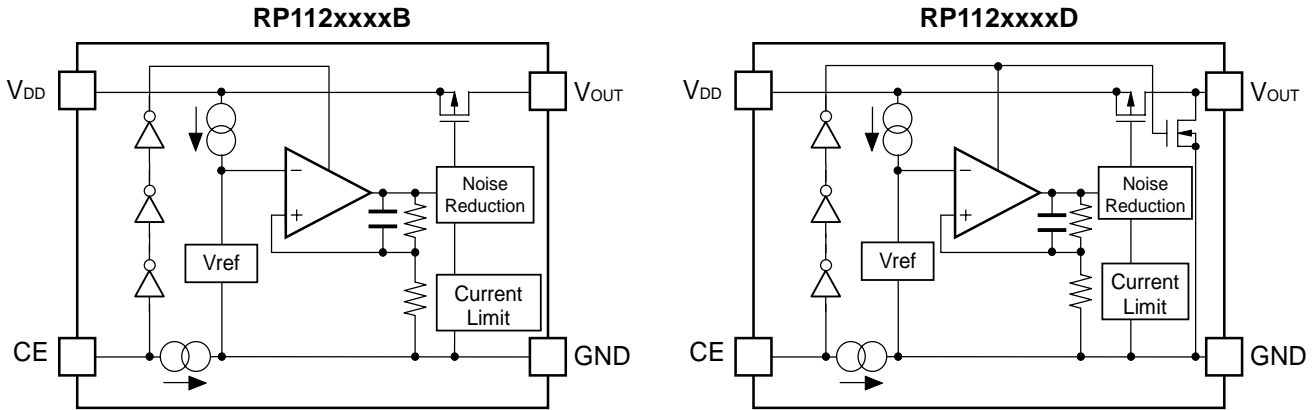 RP112xxxxB
VDD
VOUT
−
+
Noise
Reduction
Vref
Current
Limit
CE
GND
RP112xxxxD
VDD
VOUT
−
+
Noise
Reduction
Vref
Current
Limit
CE
GND